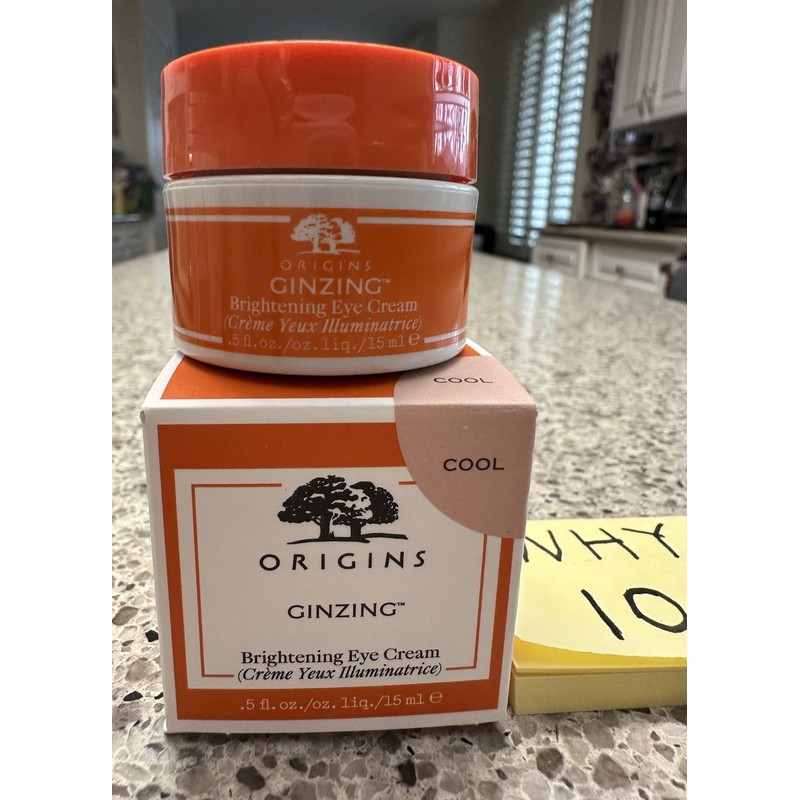 ORIGINS
GINZING™
Brightening Eye Cream
(Crème Yeux Illuminatrice)
.5 fl.oz./oz.liq./15 ml ℮
COOL
COOL
ORIGINS
GINZING™
Brightening Eye Cream
(Crème Yeux Illuminatrice)
.5 fl.oz./oz.liq./15 ml ℮
WHY
10